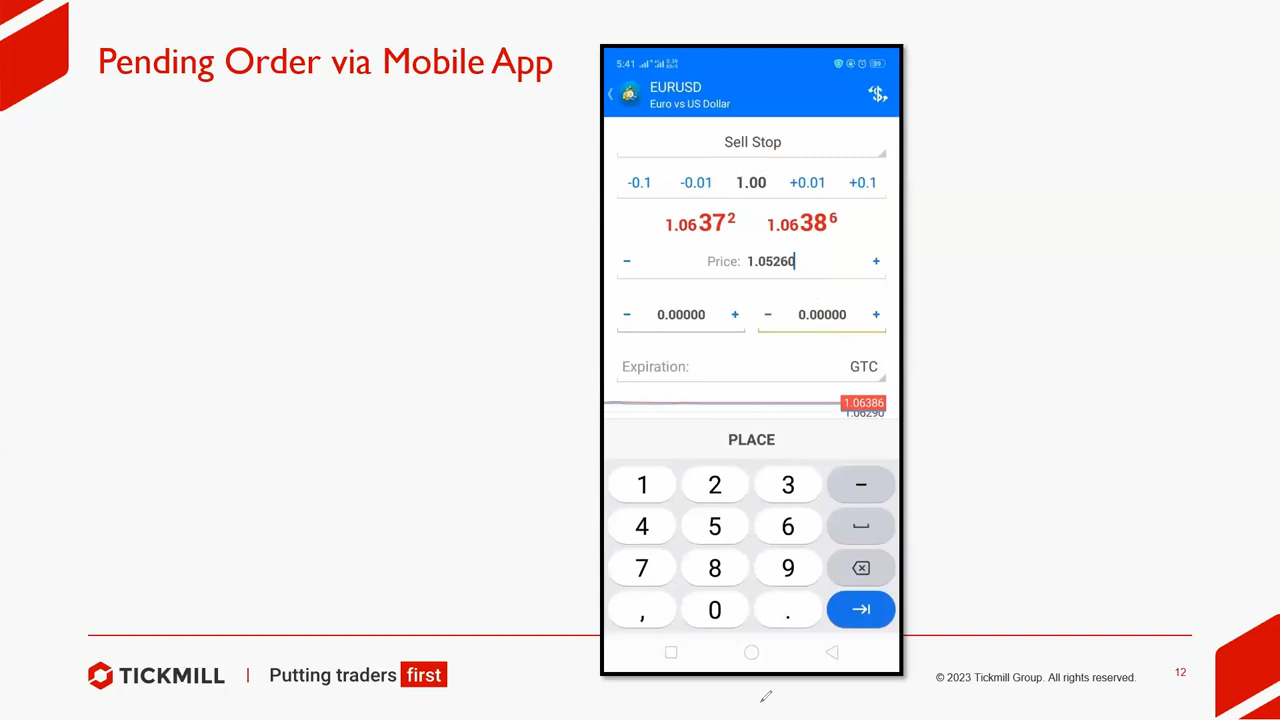 Pending Order via Mobile App
5:41
EURUSD
Euro vs US Dollar
Sell Stop
-0.1 -0.01 1.00 +0.01 +0.1
1.06372 1.06386
- Price: 1.05260 +
- 0.00000 + - 0.00000 +
Expiration: GTC
1.06386
1.06290
PLACE
1 2 3 -
4 5 6
7 8 9
, 0 .
TICKMILL | Putting traders first
© 2023 Tickmill Group. All rights reserved. 12